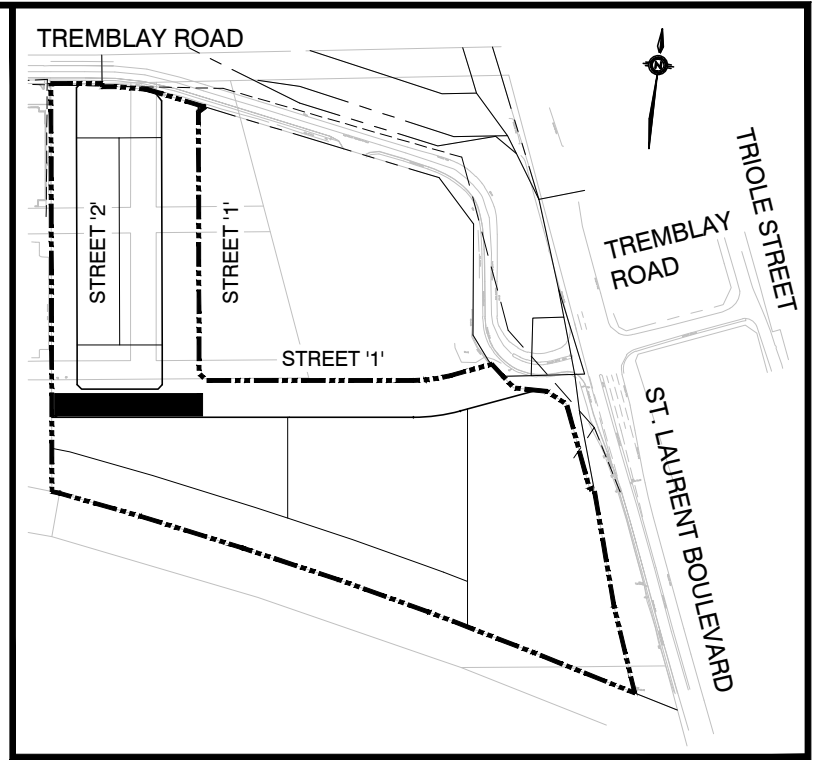 TREMBLAY ROAD
N
TRIOLE STREET
TREMBLAY
ROAD
STREET '2'
STREET '1'
STREET '1'
ST. LAURENT BOULEVARD